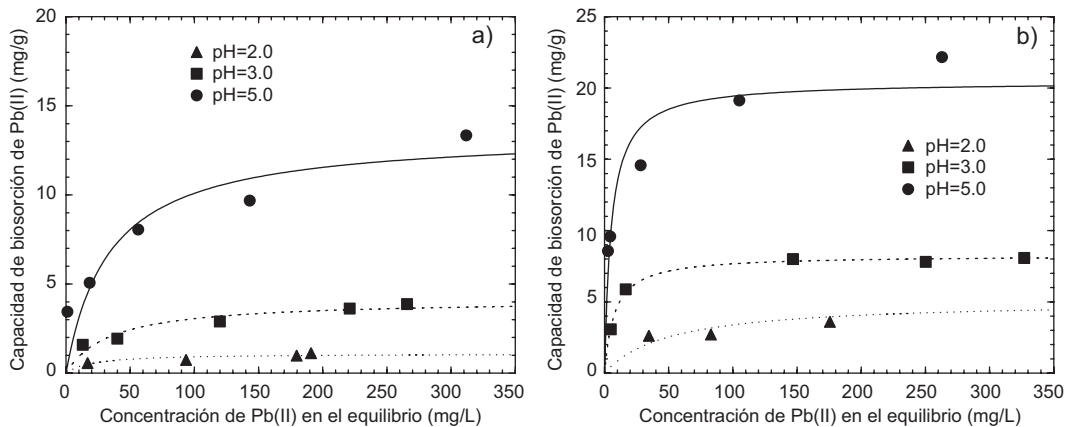 a)
Capacidad de biosorción de Pb(II) (mg/g)
20
15
10
5
0
pH=2.0
pH=3.0
pH=5.0
0 50 100 150 200 250 300 350
Concentración de Pb(II) en el equilibrio (mg/L)
b)
Capacidad de biosorción de Pb(II) (mg/g)
25
20
15
10
5
0
pH=2.0
pH=3.0
pH=5.0
0 50 100 150 200 250 300 350
Concentración de Pb(II) en el equilibrio (mg/L)